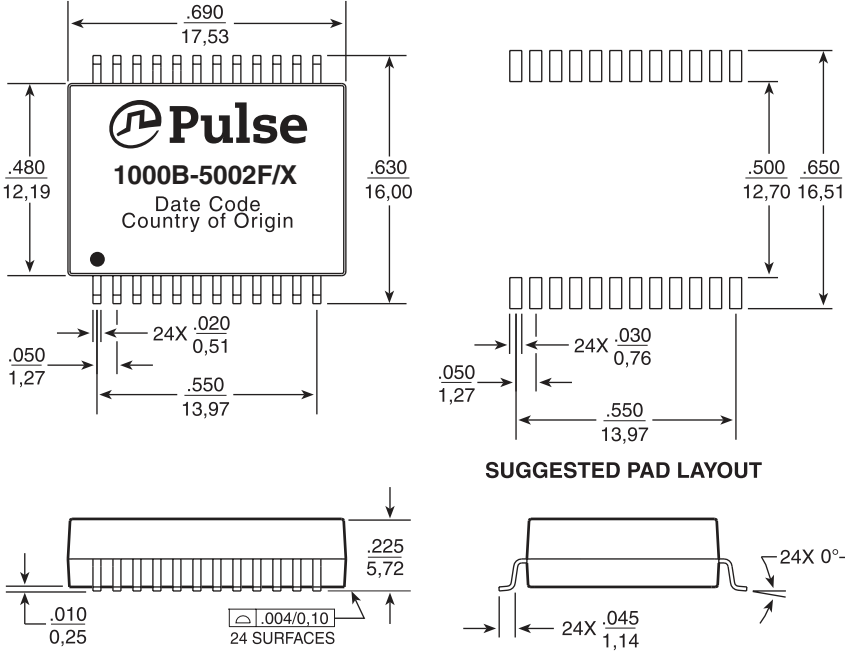 .690
17,53
.480
12,19
Pulse
1000B-5002F/X
Date Code
Country of Origin
.630
16,00
24X .020
0,51
.050
1,27
.550
13,97
.500
12,70
.650
16,51
24X .030
0,76
.050
1,27
.550
13,97
SUGGESTED PAD LAYOUT
.225
5,72
.010
0,25
.004/0,10
24 SURFACES
24X 0°-
24X .045
1,14